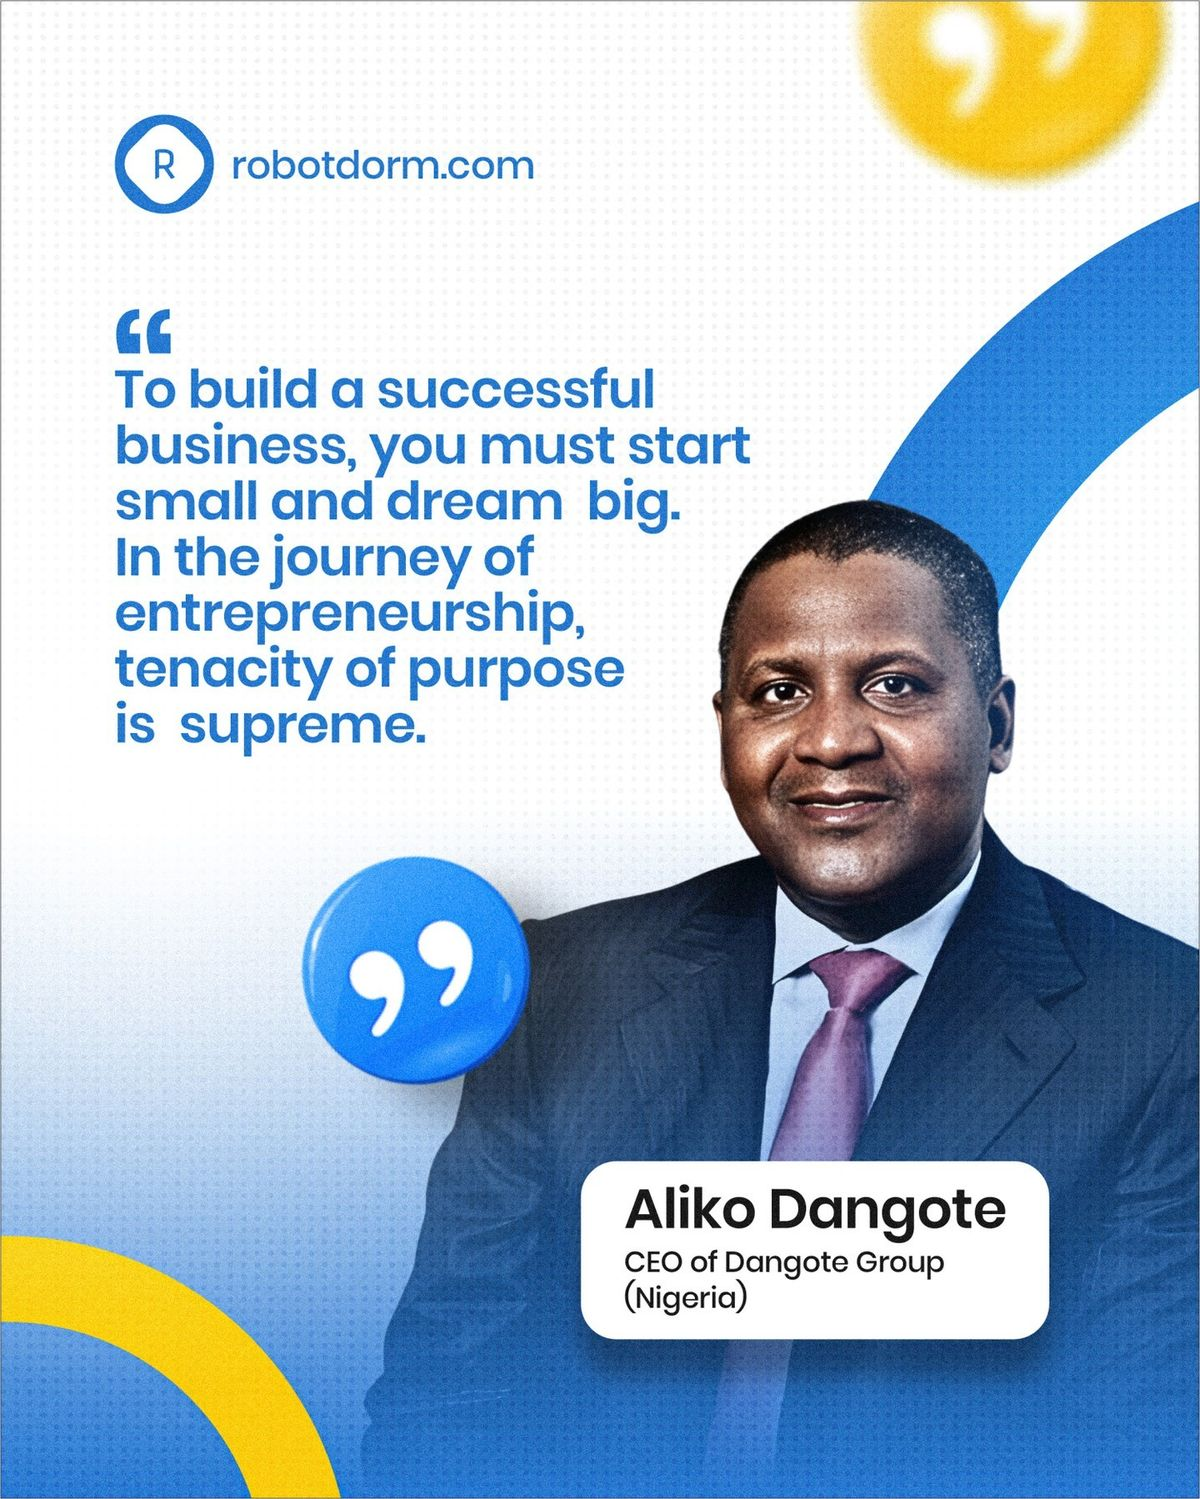 R robotdorm.com
“
To build a successful
business, you must start
small and dream  big.
In the journey of
entrepreneurship,
tenacity of purpose
is  supreme.
”
Aliko Dangote
CEO of Dangote Group
(Nigeria)